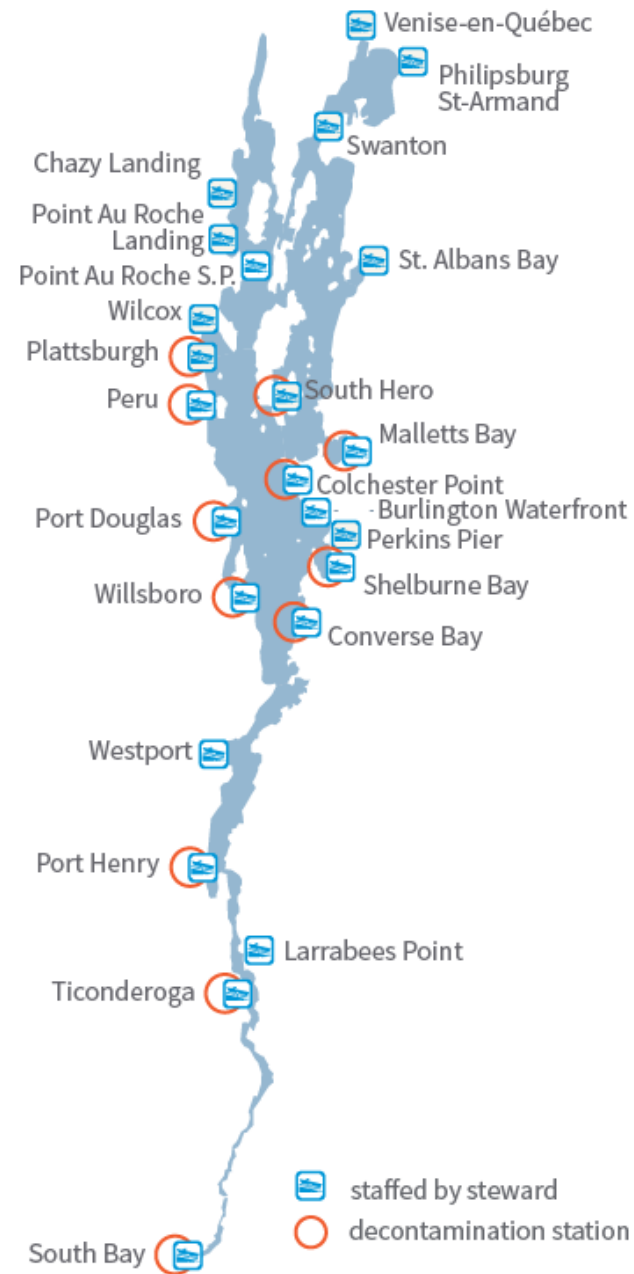 Venise-en-Québec
Philipsburg
St-Armand
Swanton
Chazy Landing
Point Au Roche
Landing
Point Au Roche S.P.
St. Albans Bay
Wilcox
Plattsburgh
Peru
South Hero
Malletts Bay
Colchester Point
Burlington Waterfront
Port Douglas
Perkins Pier
Shelburne Bay
Willsboro
Converse Bay
Westport
Port Henry
Larrabees Point
Ticonderoga
staffed by steward
decontamination station
South Bay